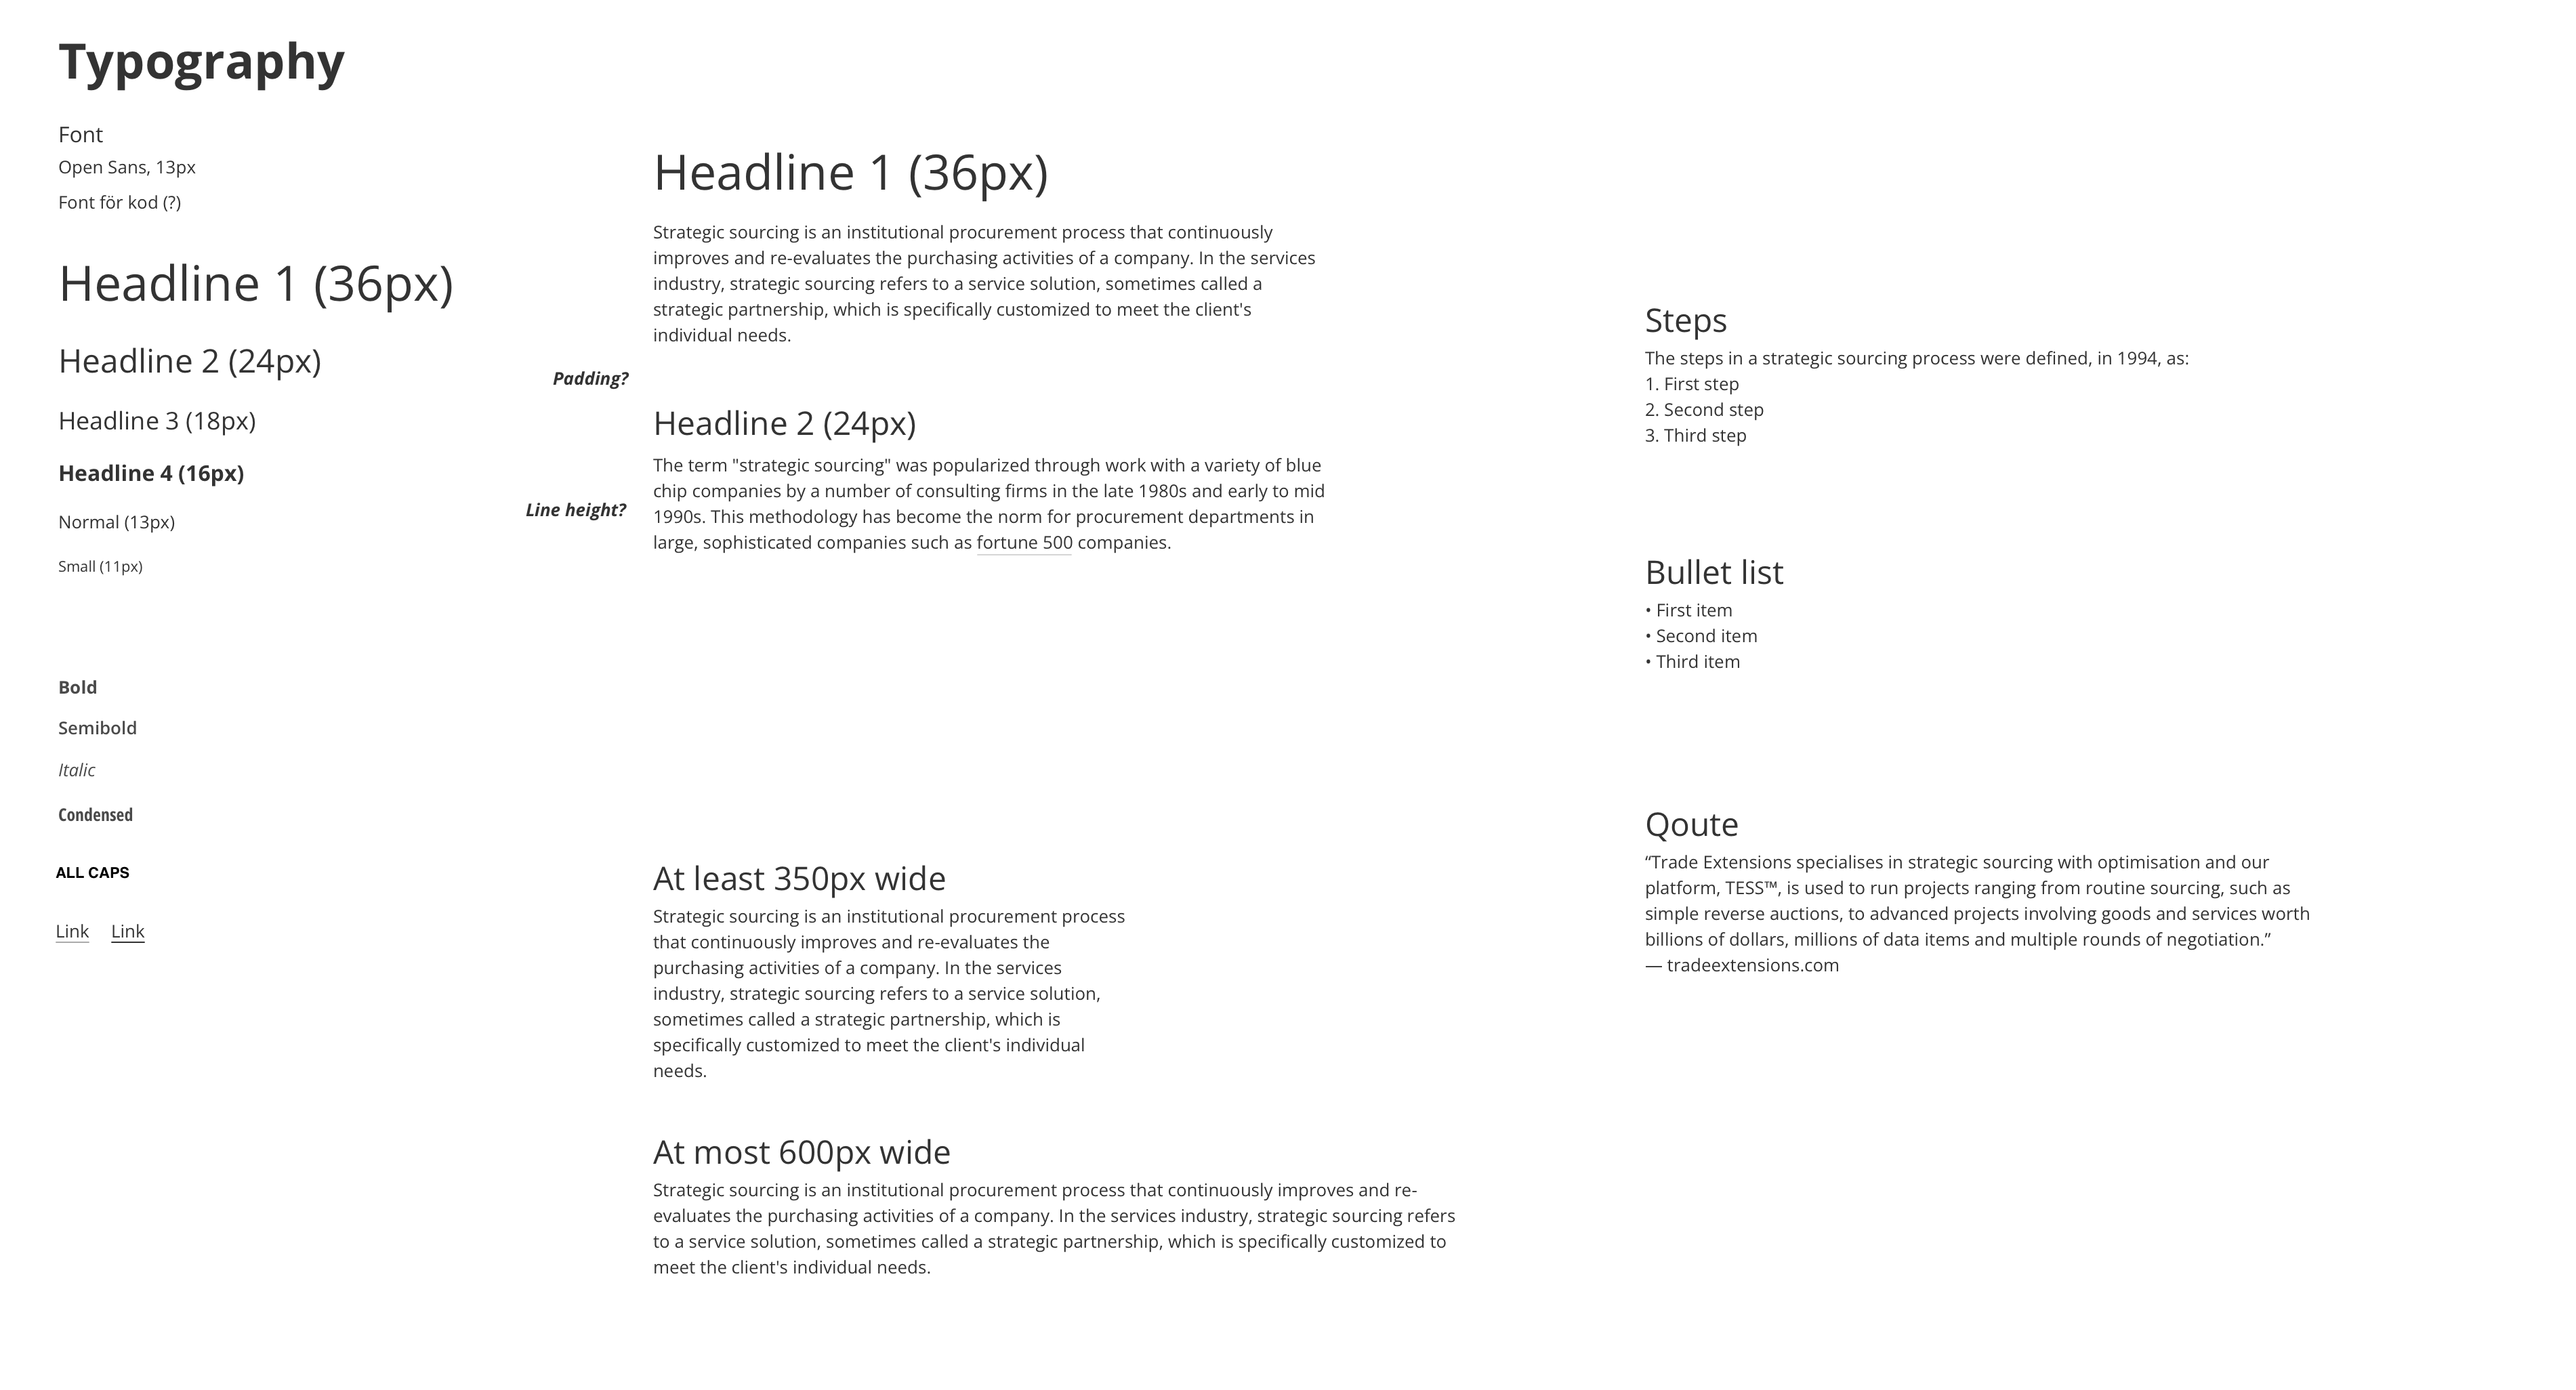 Typography
Font
Open Sans, 13px
Font för kod (?)
Headline 1 (36px)
Headline 2 (24px)
Headline 3 (18px)
Headline 4 (16px)
Normal (13px)
Small (11px)
Bold
Semibold
Italic
Condensed
ALL CAPS
Link Link
Headline 1 (36px)
Strategic sourcing is an institutional procurement process that continuously
improves and re-evaluates the purchasing activities of a company. In the services
industry, strategic sourcing refers to a service solution, sometimes called a
strategic partnership, which is specifically customized to meet the client's
individual needs.
Padding?
Headline 2 (24px)
Line height?
The term "strategic sourcing" was popularized through work with a variety of blue
chip companies by a number of consulting firms in the late 1980s and early to mid
1990s. This methodology has become the norm for procurement departments in
large, sophisticated companies such as fortune 500 companies.
At least 350px wide
Strategic sourcing is an institutional procurement process
that continuously improves and re-evaluates the
purchasing activities of a company. In the services
industry, strategic sourcing refers to a service solution,
sometimes called a strategic partnership, which is
specifically customized to meet the client's individual
needs.
At most 600px wide
Strategic sourcing is an institutional procurement process that continuously improves and re-
evaluates the purchasing activities of a company. In the services industry, strategic sourcing refers
to a service solution, sometimes called a strategic partnership, which is specifically customized to
meet the client's individual needs.
Steps
The steps in a strategic sourcing process were defined, in 1994, as:
1. First step
2. Second step
3. Third step
Bullet list
• First item
• Second item
• Third item
Qoute
“Trade Extensions specialises in strategic sourcing with optimisation and our
platform, TESS™, is used to run projects ranging from routine sourcing, such as
simple reverse auctions, to advanced projects involving goods and services worth
billions of dollars, millions of data items and multiple rounds of negotiation.”
— tradeextensions.com